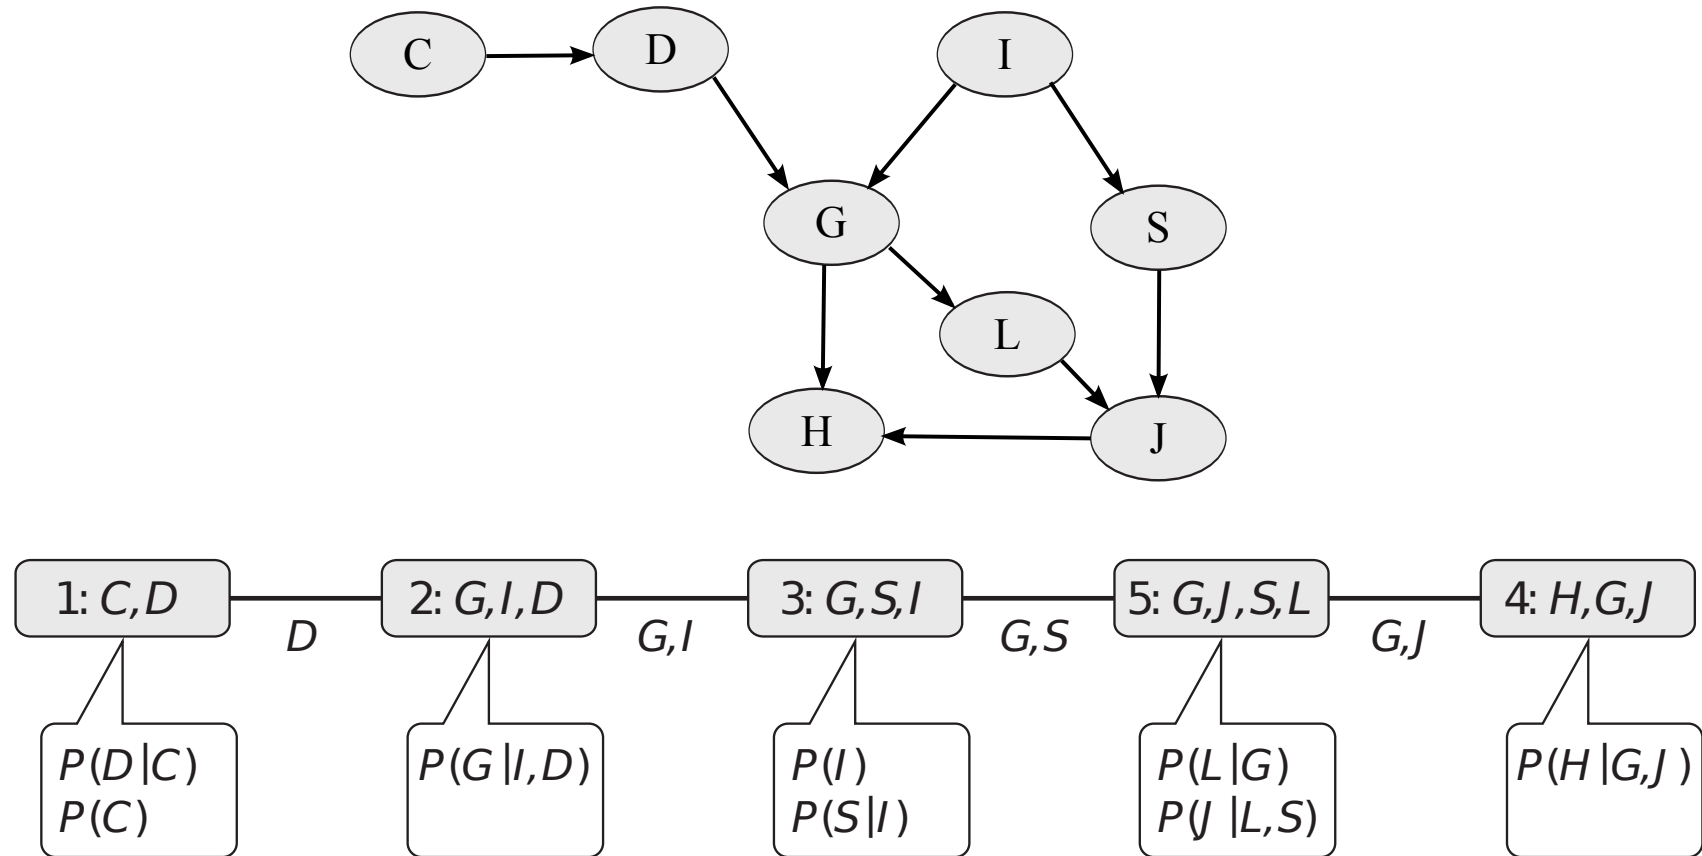 C
D
I
G
S
L
H
J
1: C,D
2: G,I,D
3: G,S,I
5: G,J,S,L
4: H,G,J
D
G,I
G,S
G,J
P(D|C)
P(C)
P(G|I,D)
P(I)
P(S|I)
P(L|G)
P(J|L,S)
P(H|G,J)